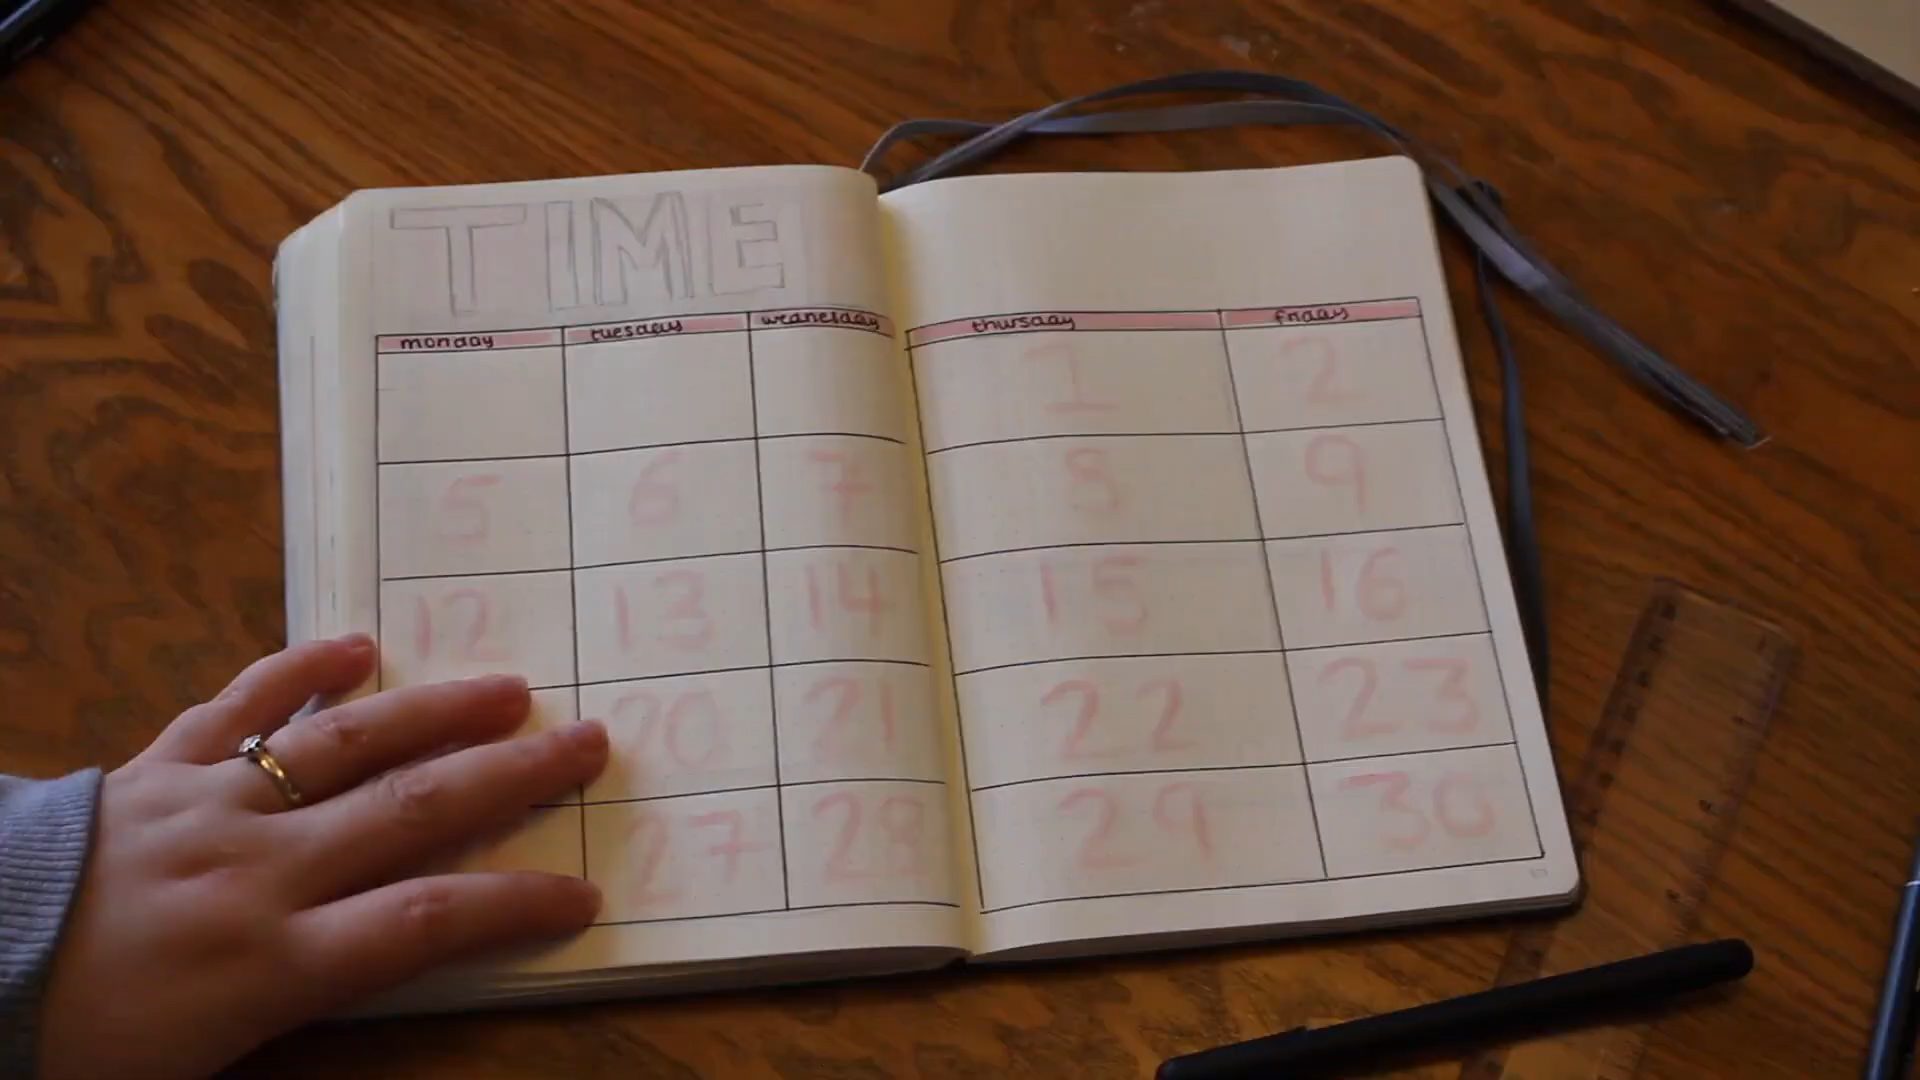 TIME
monday tuesday wednesday thursday friday
1 2
5 6 7 8 9
12 13 14 15 16
20 21 22 23
27 28 29 30